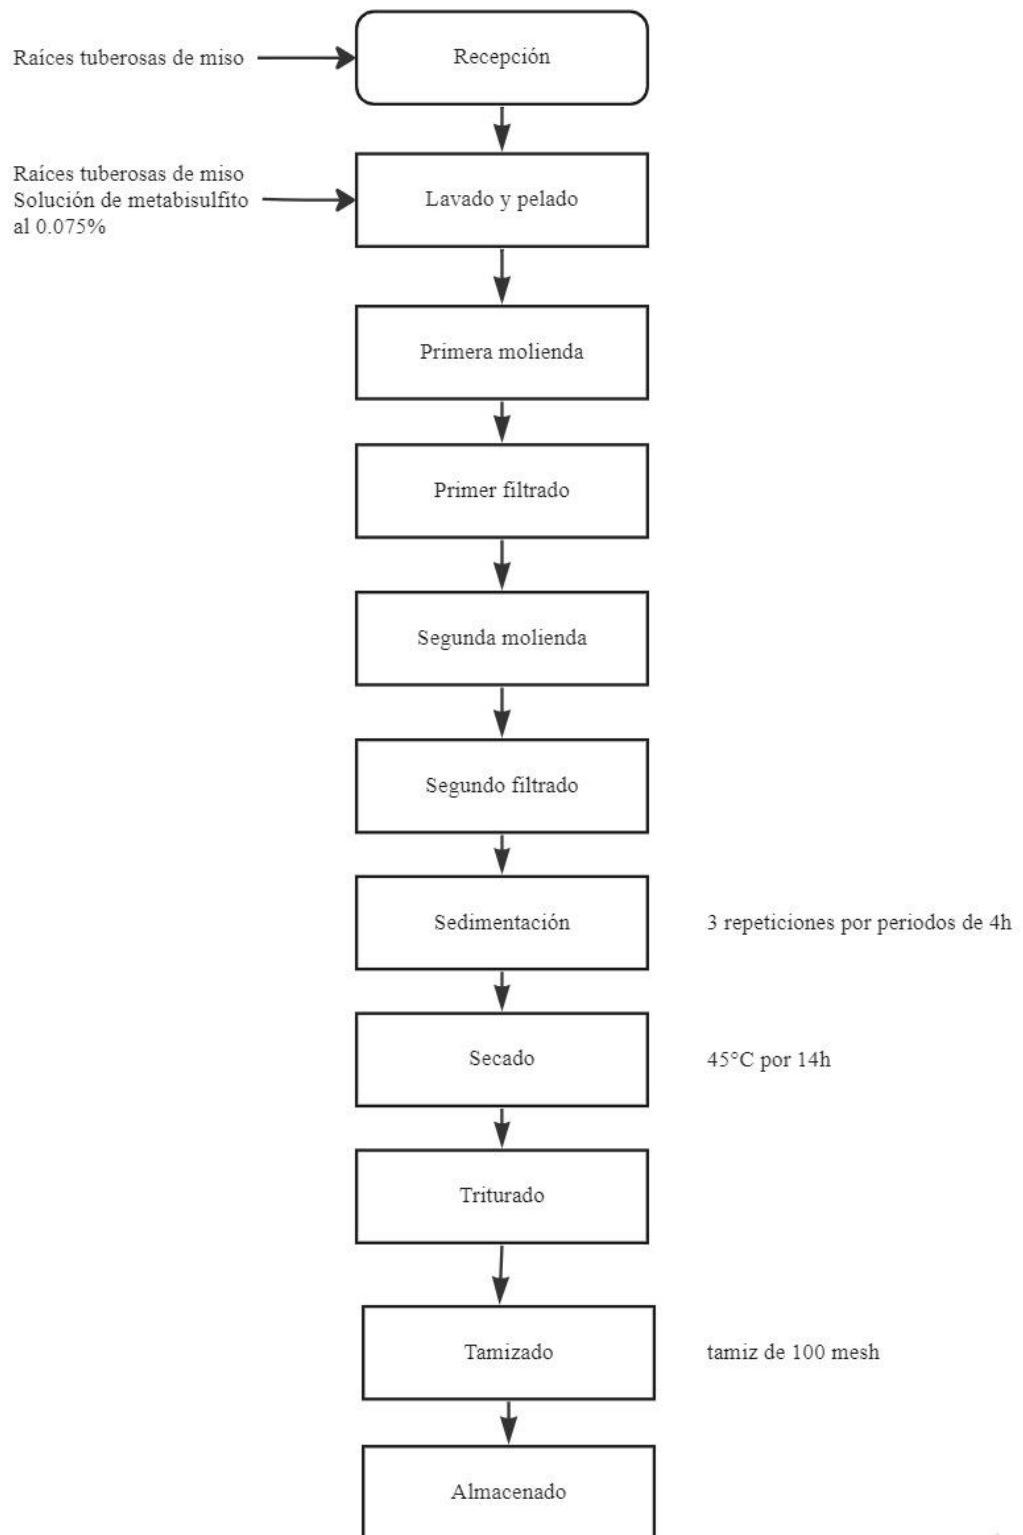 Raíces tuberosas de miso
Recepción
Raíces tuberosas de miso
Solución de metabisulfito
al 0.075%
Lavado y pelado
Primera molienda
Primer filtrado
Segunda molienda
Segundo filtrado
Sedimentación
3 repeticiones por periodos de 4h
Secado
45°C por 14h
Triturado
Tamizado
tamiz de 100 mesh
Almacenado